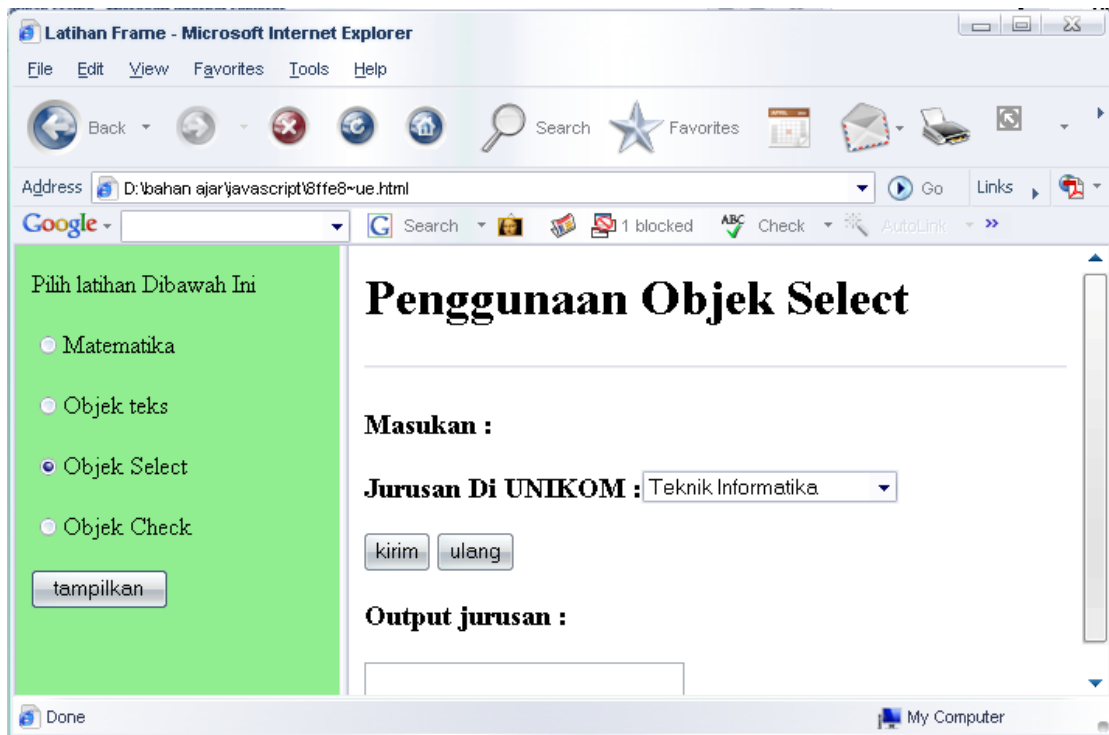 Latihan Frame - Microsoft Internet Explorer
File Edit View Favorites Tools Help
Back Search Favorites
Address D:\bahan ajar\javascript\8ffe8~ue.html Go Links
Google Search 1 blocked ABC Check AutoLink
Pilih latihan Dibawah Ini
Matematika
Objek teks
Objek Select
Objek Check
tampilkan
Penggunaan Objek Select
Masukan :
Jurusan Di UNIKOM : Teknik Informatika
kirim ulang
Output jurusan :
Done My Computer